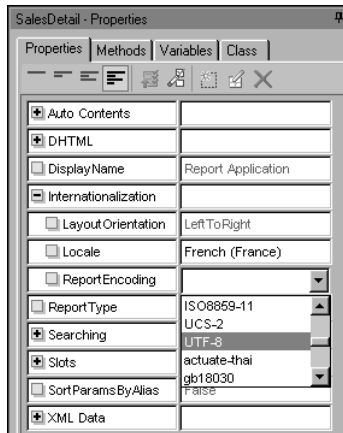 SalesDetail - Properties
Properties Methods Variables Class
Auto Contents
DHTML
DisplayName Report Application
Internationalization
LayoutOrientation LeftToRight
Locale French (France)
ReportEncoding
ReportType ISO8859-11
UCS-2
Searching UTF-8
Slots actuate-thai
gb18030
SortParamsByAlias False
XML Data